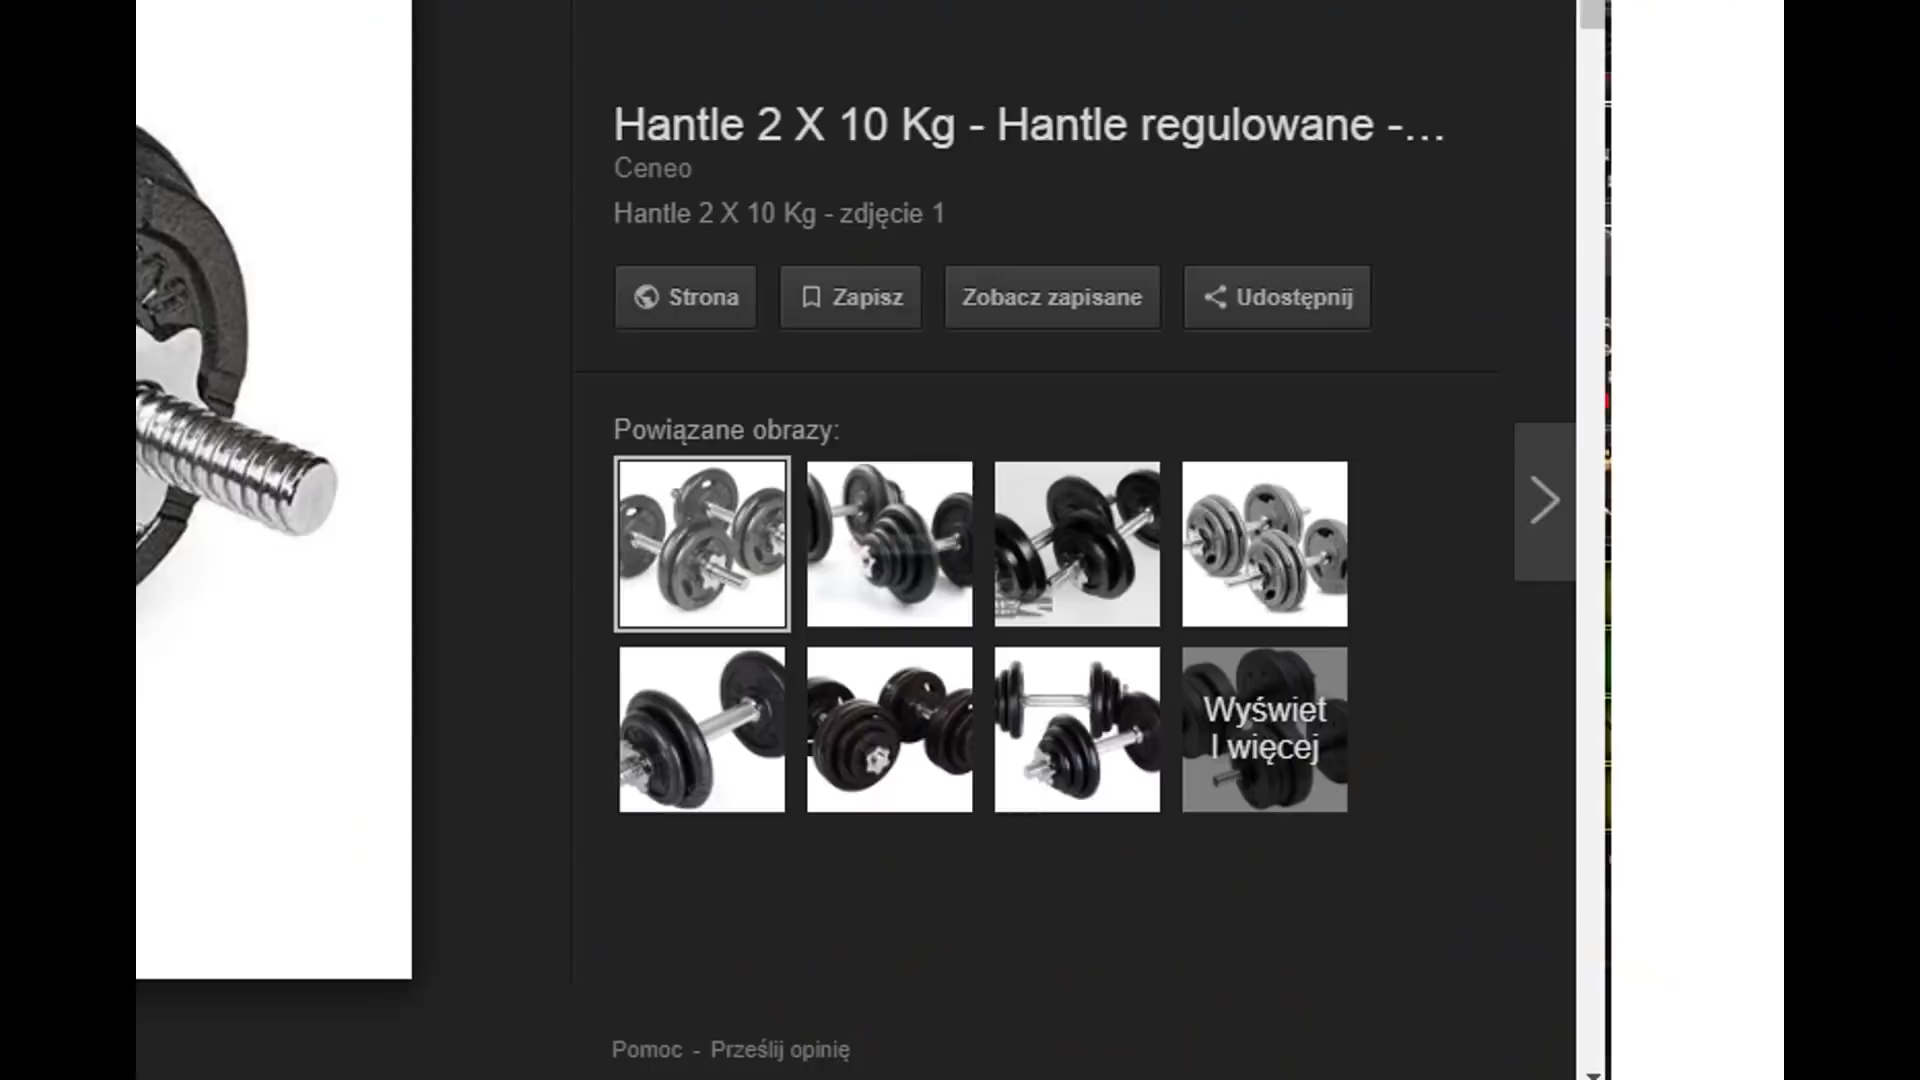 Hantle 2 X 10 Kg - Hantle regulowane -...
Ceneo
Hantle 2 X 10 Kg - zdjęcie 1
Strona
Zapisz
Zobacz zapisane
Udostępnij
Powiązane obrazy:
Wyświet
l więcej
Pomoc - Prześlij opinię